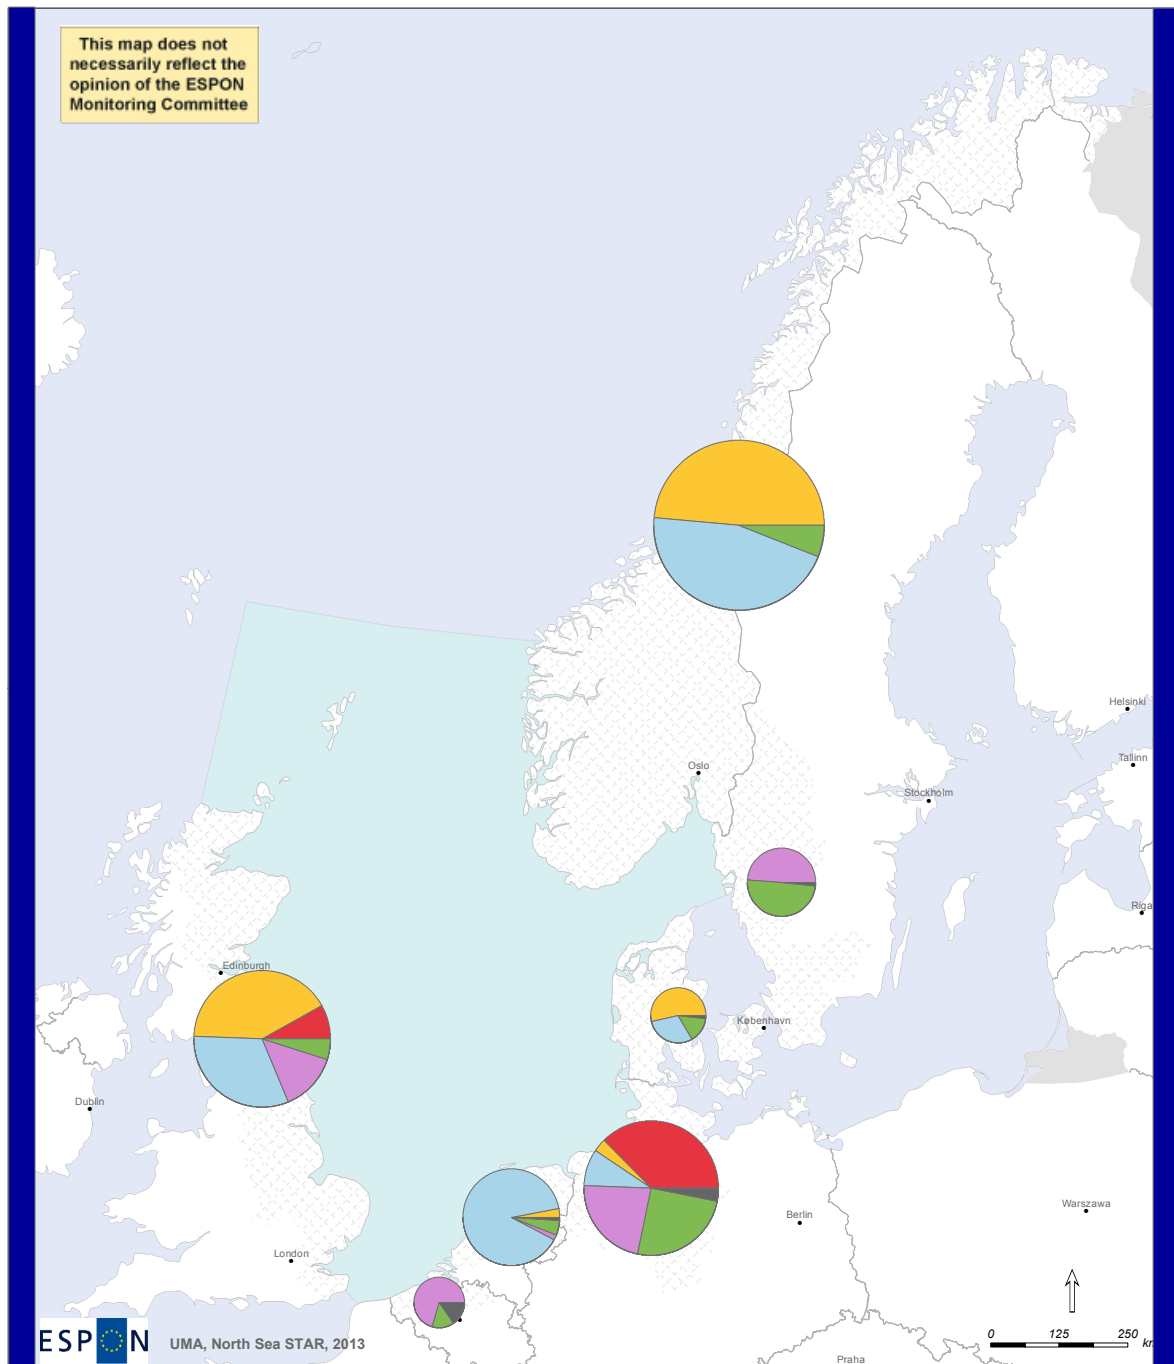 This map does not
necessarily reflect the
opinion of the ESPON
Monitoring Committee
Helsinki
Tallinn
Oslo
Stockholm
Riga
Edinburgh
København
Dublin
Warszawa
Berlin
London
0 125 250
km
ESPON
UMA, North Sea STAR, 2013
Praha